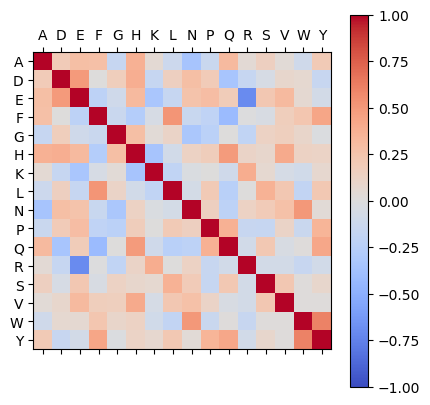 A D E F G H K L N P Q R S V W Y
A
D
E
F
G
H
K
L
N
P
Q
R
S
V
W
Y
1.00
0.75
0.50
0.25
0.00
−0.25
−0.50
−0.75
−1.00